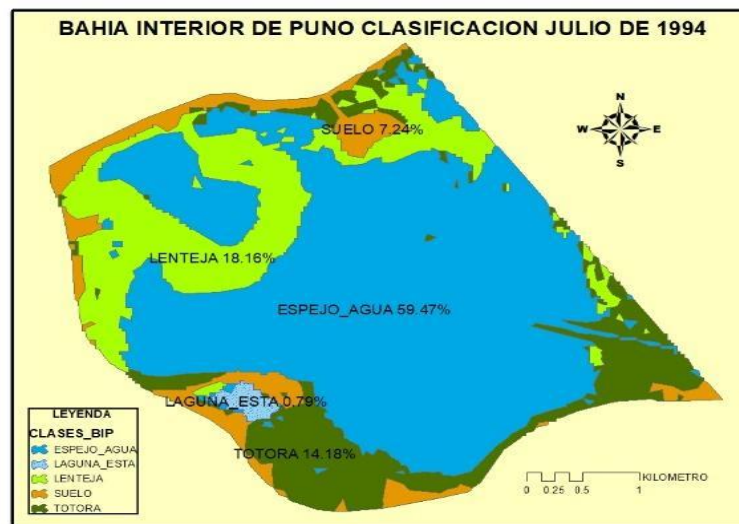 BAHIA INTERIOR DE PUNO CLASIFICACION JULIO DE 1994
N
W E
S
SUELO 7.24%
LENTEJA 18.16%
ESPEJO_AGUA 59.47%
LAGUNA_ESTA 0.79%
TOTORA 14.18%
LEYENDA
CLASES_BIP
ESPEJO_AGUA
LAGUNA_ESTA
LENTEJA
SUELO
TOTORA
KILOMETRO
0 0.25 0.5 1